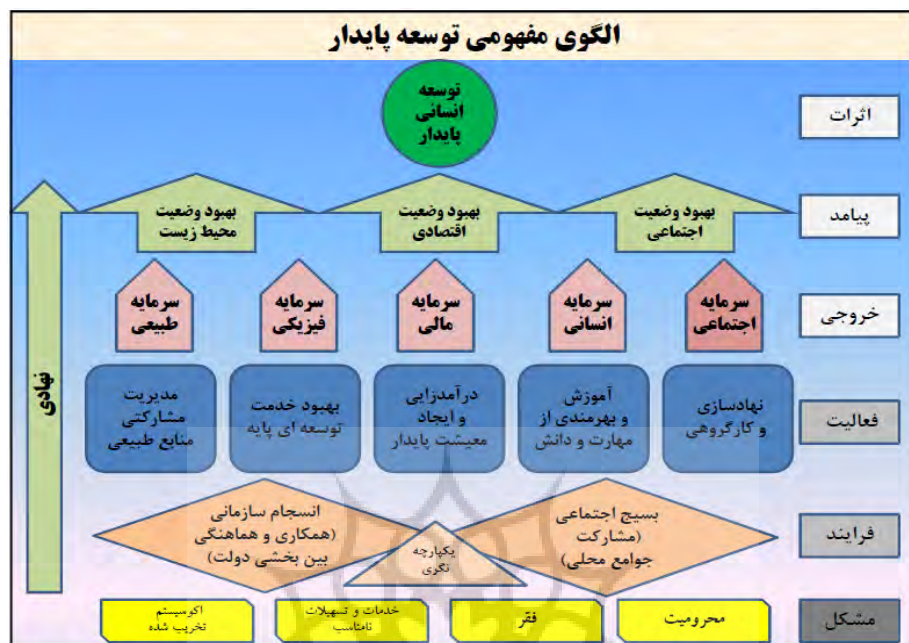 الگوی مفهومی توسعه پایدار
اثرات
توسعه
انسانی
پایدار
پیامد
بهبود وضعیت
اجتماعی
بهبود وضعیت
اقتصادی
بهبود وضعیت
محیط زیست
خروجی
سرمایه
اجتماعی
سرمایه
انسانی
سرمایه
مالی
سرمایه
فیزیکی
سرمایه
طبیعی
نهادی
فعالیت
نهادسازی
و کارگروهی
آموزش
و بهرمندی از
مهارت و دانش
درآمدزایی
و ایجاد
معیشت پایدار
بهبود خدمت
توسعه ای پایه
مدیریت
مشارکتی
منابع طبیعی
فرایند
بسیج اجتماعی
(مشارکت
جوامع محلی)
یکپارچه
نگری
انسجام سازمانی
(همکاری و هماهنگی
بین بخشی دولت)
مشکل
محرومیت
فقر
خدمات و تسهیلات
نامناسب
اکوسیستم
تخریب شده